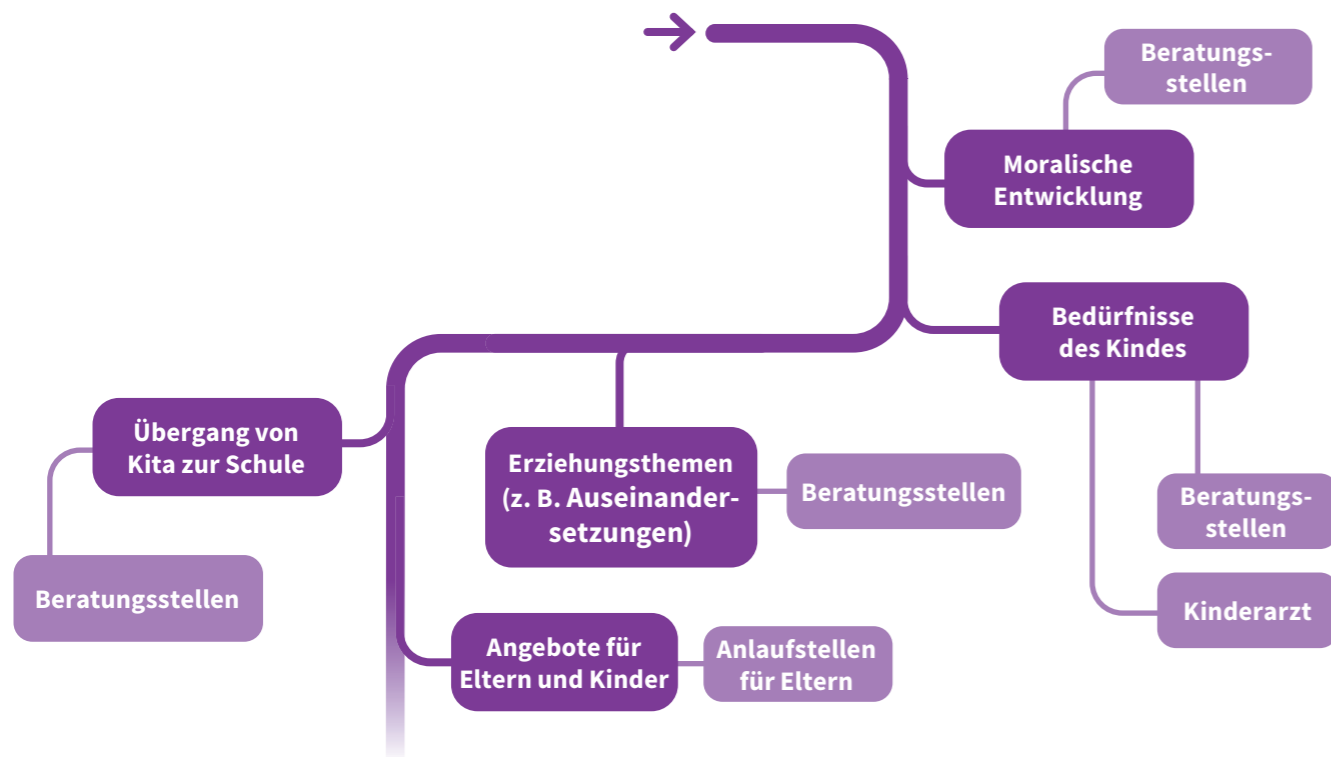 Beratungs-
stellen
Moralische
Entwicklung
Bedürfnisse
des Kindes
Übergang von
Kita zur Schule
Erziehungsthemen
(z. B. Auseinander-
setzungen)
Beratungsstellen
Beratungs-
stellen
Beratungsstellen
Kinderarzt
Angebote für
Eltern und Kinder
Anlaufstellen
für Eltern